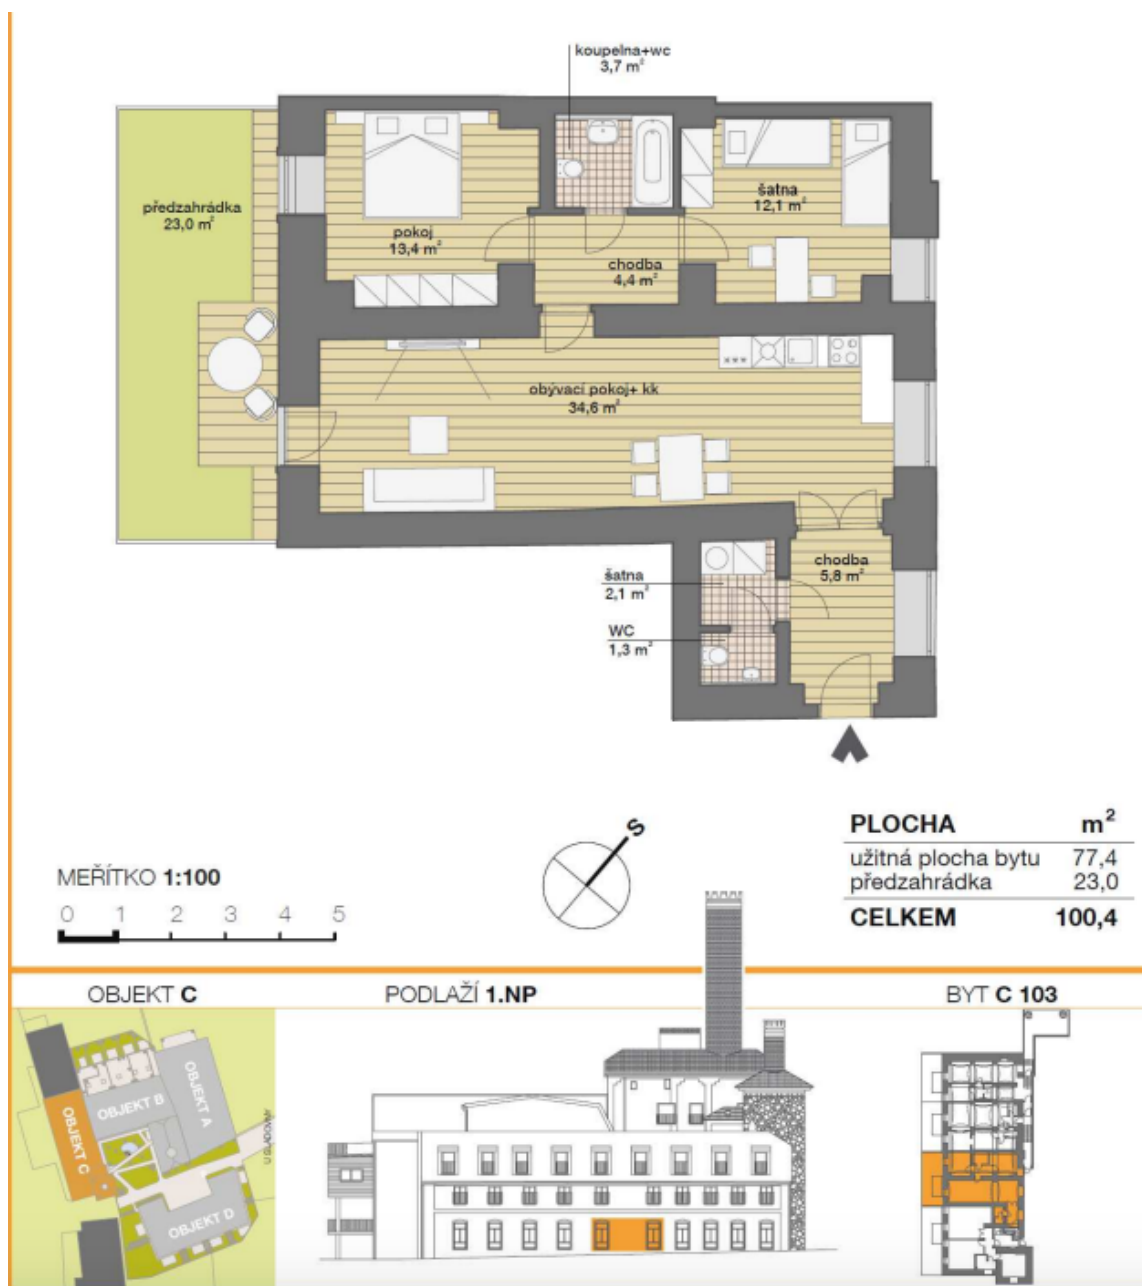 koupelna+wc
3,7 m²
předzahrádka
23,0 m²
pokoj
13,4 m²
šatna
12,1 m²
chodba
4,4 m²
obývací pokoj+ kk
34,6 m²
chodba
5,8 m²
šatna
2,1 m²
WC
1,3 m²
S
MEŘÍTKO 1:100
0 1 2 3 4 5
PLOCHA m²
užitná plocha bytu 77,4
předzahrádka 23,0
CELKEM 100,4
OBJEKT C
PODLAŽÍ 1.NP
BYT C 103
OBJEKT A
OBJEKT B
OBJEKT C
OBJEKT D